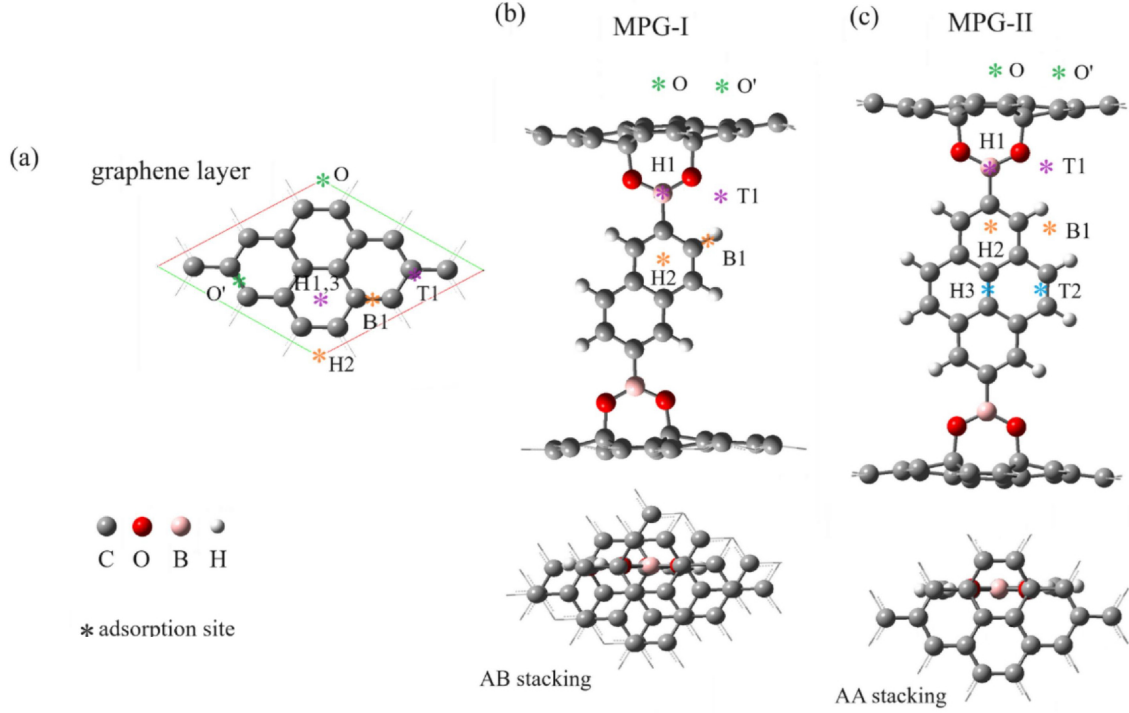 (a)
graphene layer
O
O'
H1,3
T1
B1
H2
C O B H
* adsorption site
(b)
MPG-I
O O'
H1
T1
B1
H2
AB stacking
(c)
MPG-II
O O'
H1
T1
H2
B1
H3
T2
AA stacking